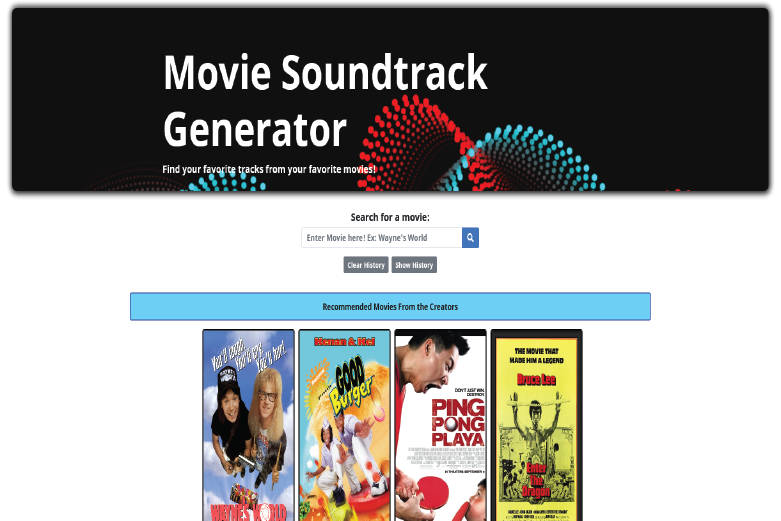 Movie Soundtrack
Generator
Find your favorite tracks from your favorite movies!
Search for a movie:
Enter Movie here! Ex: Wayne's World
Clear History
Show History
Recommended Movies From the Creators
You'll laugh.
You'll cry.
You'll hurl.
WAYNE'S WORLD
Kenan & Kel
GOOD
Burger
DON'T JUST WIN.
DESTROY.
PING
PONG
PLAYA
IN THEATERS SEPTEMBER
THE MOVIE THAT
MADE HIM A LEGEND
Bruce Lee
Enter
The
Dragon